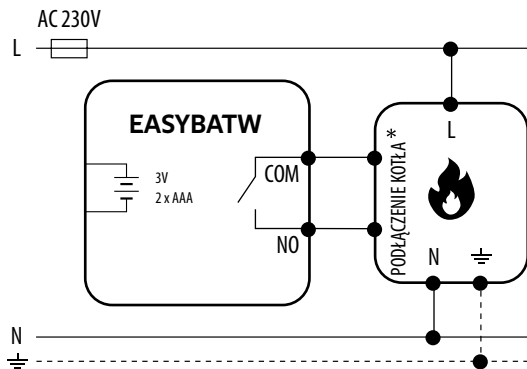 AC 230V
L
EASYBATW
3V
2 x AAA
COM
NO
PODŁĄCZENIE KOTŁA *
L
N
N